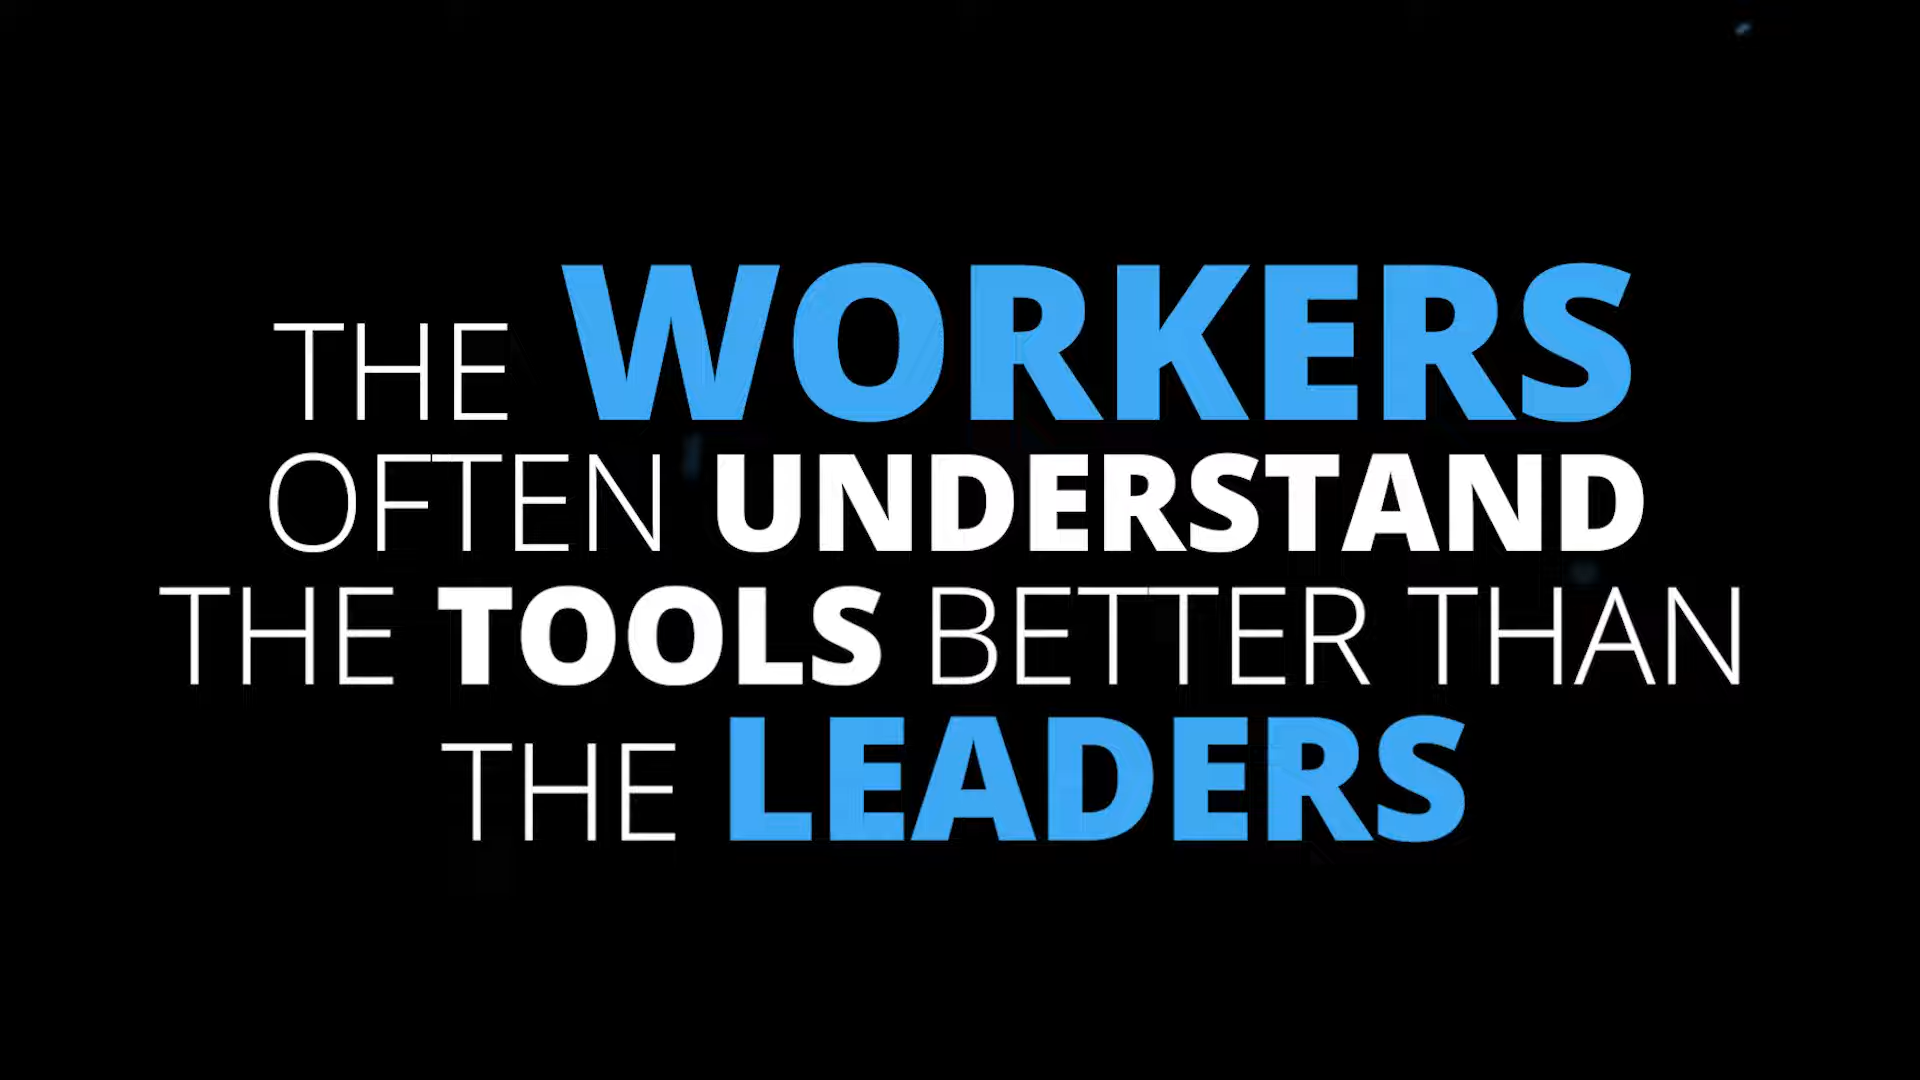 THE WORKERS
OFTEN UNDERSTAND
THE TOOLS BETTER THAN
THE LEADERS